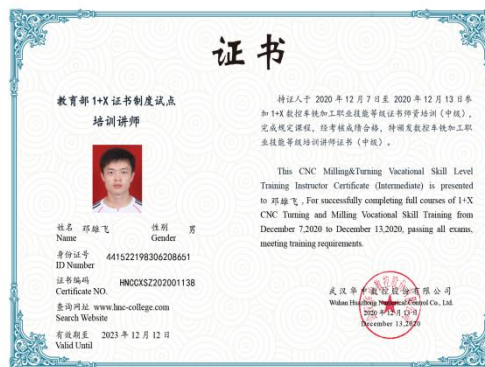 证书
教育部 1+X 证书制度试点
培训讲师
姓名 邓雄飞 性别 男
Name Gender
身份证号 441522198306208651
ID Number
证书编码 HNCCXSZ202001138
Certificate NO.
查询网址 www.hnc-college.com
Search Website
有效期至 2023 年 12 月 12 日
Valid Until
持证人于 2020 年 12 月 7 日至 2020 年 12 月 13 日参
加 1+X 数控车铣加工职业技能等级证书师资培训（中级），
完成规定课程，经考核成绩合格，特颁发数控车铣加工职
业技能等级培训讲师证书（中级）。
This CNC Milling&Turning Vacational Skill Level
Training Instructor Certificate (Intermediate) is presented
to 邓雄飞 , For successfully completing full courses of 1+X
CNC Turning and Milling Vocational Skill Training from
December 7,2020 to December 13,2020, passing all exams,
meeting training requirements.
武汉华中数控股份有限公司
Wuhan Huazhong Numerical Control Co., Ltd.
2020 年 12 月 13 日
December 13,2020